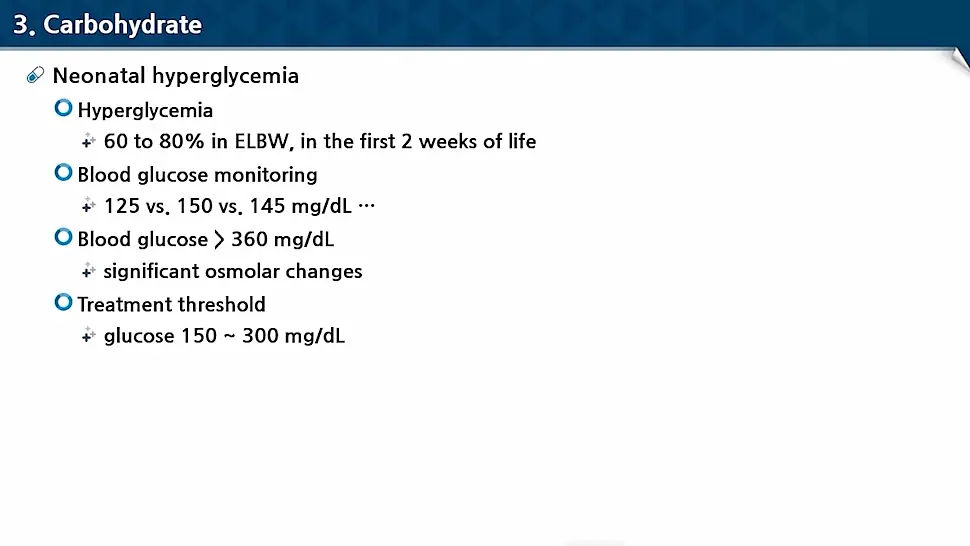 3. Carbohydrate
Neonatal hyperglycemia
Hyperglycemia
60 to 80% in ELBW, in the first 2 weeks of life
Blood glucose monitoring
125 vs. 150 vs. 145 mg/dL ⋯
Blood glucose > 360 mg/dL
significant osmolar changes
Treatment threshold
glucose 150 ~ 300 mg/dL